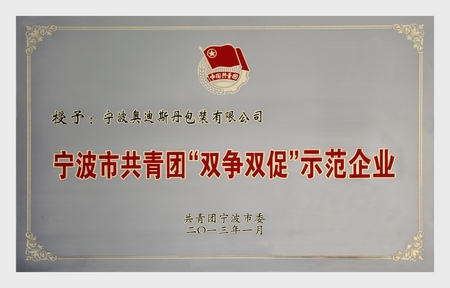 中国共青团
授予：宁波奥迪斯丹包装有限公司
宁波市共青团“双争双促”示范企业
共青团宁波市委
二〇一三年一月